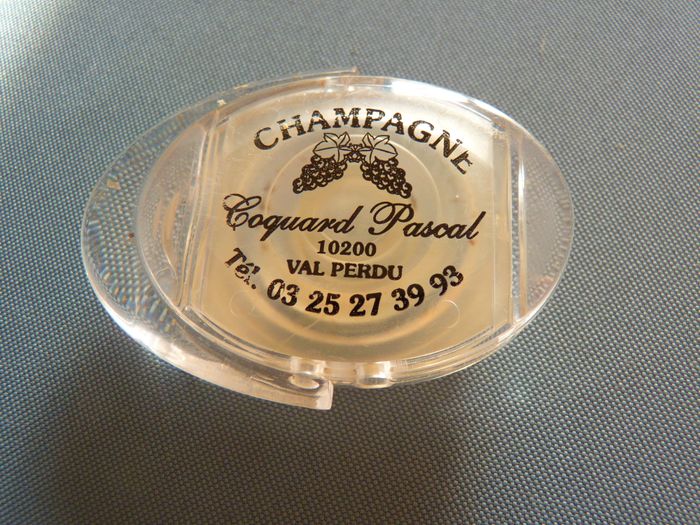 CHAMPAGNE
Coquard Pascal
10200
VAL PERDU
Tél. 03 25 27 39 93